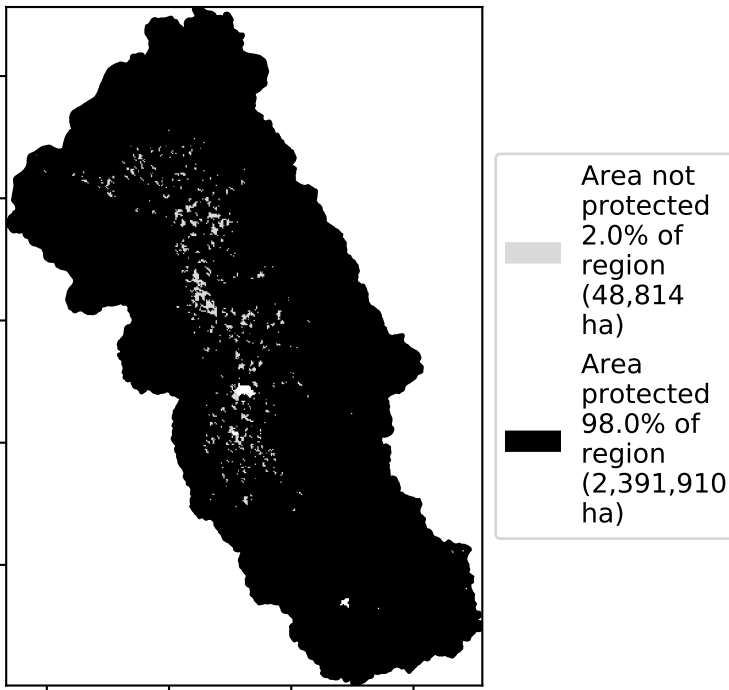 Area not
protected
2.0% of
region
(48,814
ha)
Area
protected
98.0% of
region
(2,391,910
ha)